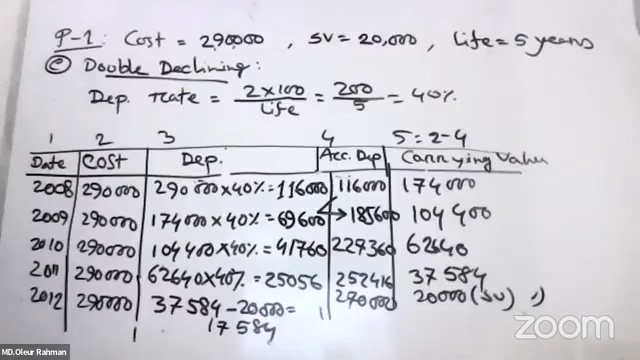 P-1: Cost = 290000, SV = 20,000, Life = 5 years
(C) Double Declining:
Dep. rate = 2×100/Life = 200/5 = 40%
1 2 3 4 5=2-4
Date Cost Dep. Acc. Dep Carrying Value
2008 290000 290000×40%=116000 116000 174000
2009 290000 174000×40%=69600 185600 104400
2010 290000 104400×40%=41760 227360 62640
2011 290000 62640×40%=25056 252416 37584
2012 290000 37584-20000= 270000 20000 (SV)
17584
zoom
MD.Oleur Rahman